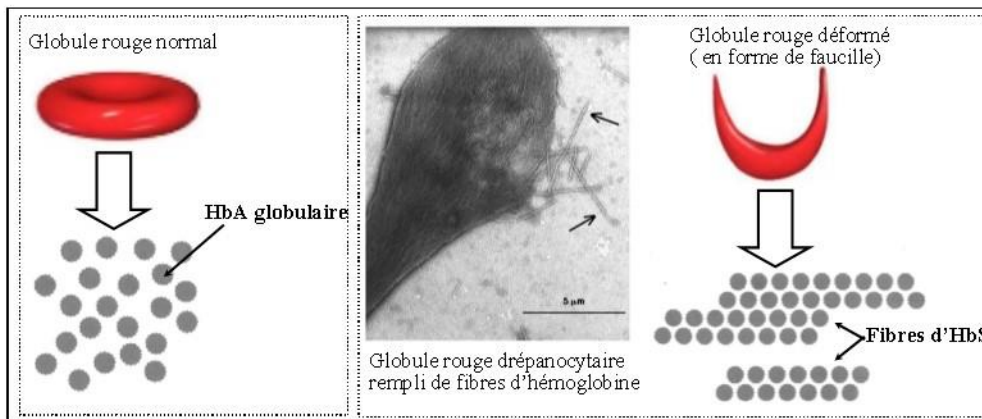 Globule rouge normal
HbA globulaire
5 µm
Globule rouge drépanocytaire
rempli de fibres d'hémoglobine
Globule rouge déformé
( en forme de faucille)
Fibres d'HbS